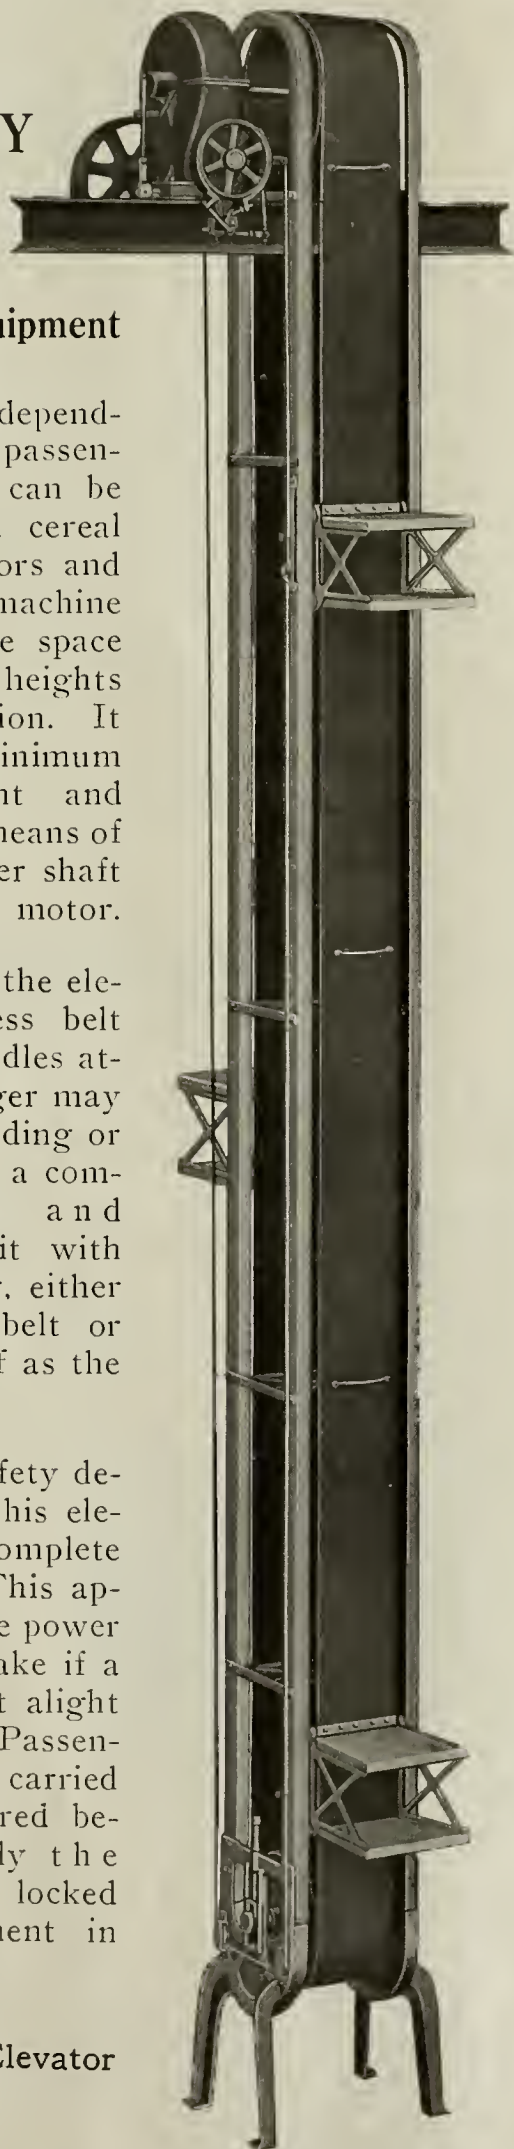 Y
uipment
depend-
passen-
can be
cereal
ors and
machine
e space
heights
ion. It
inimum
nt and
neans of
er shaft
motor.
the ele-
ess belt
dles at-
ger may
ding or
a com-
and
it with
, either
belt or
f as the
fety de-
his ele-
omplete
This ap-
e power
ake if a
t alight
Passen-
carried
red be-
ly the
locked
nent in
Elevator